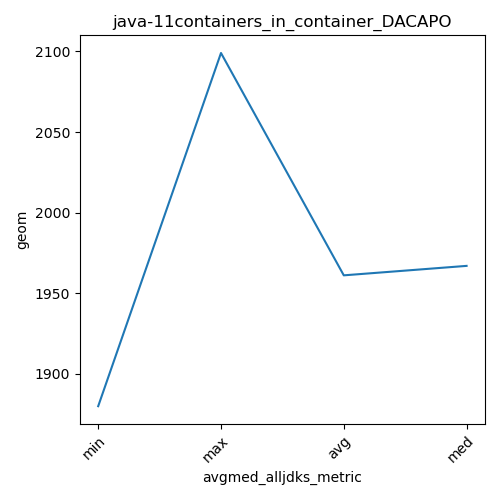 java-11containers_in_container_DACAPO
2100
2050
2000
1950
1900
geom
min
max
avg
med
avgmed_alljdks_metric